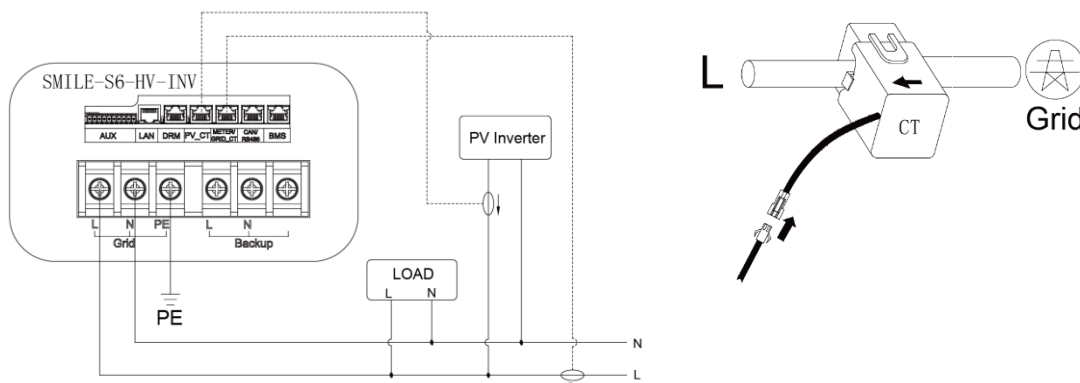 SMILE-S6-HV-INV
AUX LAN DRM PV_CT METER/ GRID_CT CAN/ RS485 BMS
L N PE L N
Grid Backup
PE
PV Inverter
LOAD
L N
N
L
L
CT
Grid